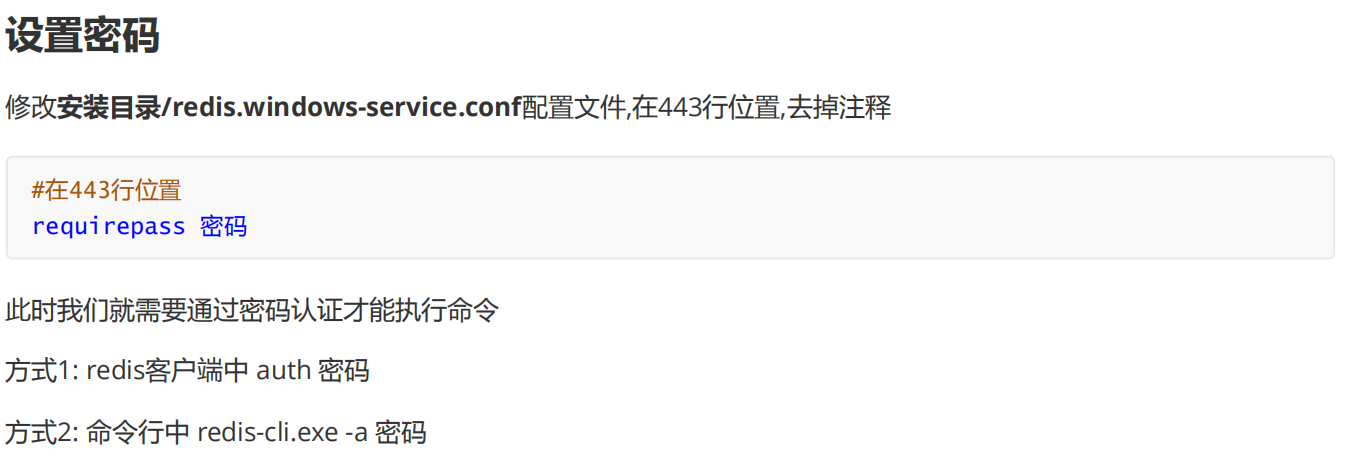 设置密码
修改安装目录/redis.windows-service.conf配置文件,在443行位置,去掉注释
#在443行位置
requirepass 密码
此时我们就需要通过密码认证才能执行命令
方式1: redis客户端中 auth 密码
方式2: 命令行中 redis-cli.exe -a 密码